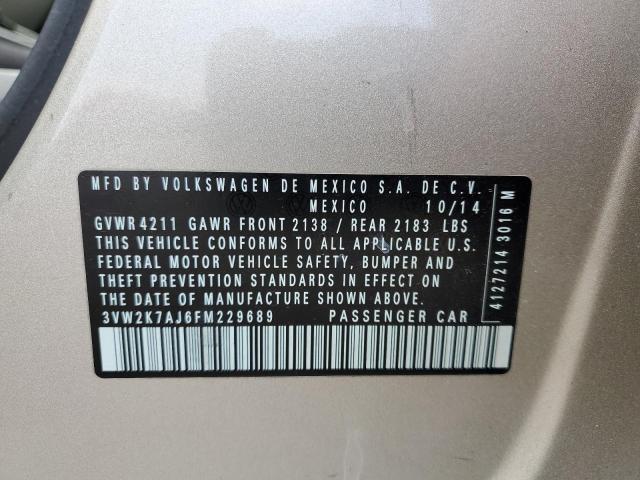 MFD BY VOLKSWAGEN DE MEXICO S.A. DE C.V.
MEXICO 10/14
GVWR 4211 GAWR FRONT 2138 / REAR 2183 LBS
THIS VEHICLE CONFORMS TO ALL APPLICABLE U.S.
FEDERAL MOTOR VEHICLE SAFETY, BUMPER AND
THEFT PREVENTION STANDARDS IN EFFECT ON
THE DATE OF MANUFACTURE SHOWN ABOVE.
3VW2K7AJ6FM229689 PASSENGER CAR
4127214 3016 M